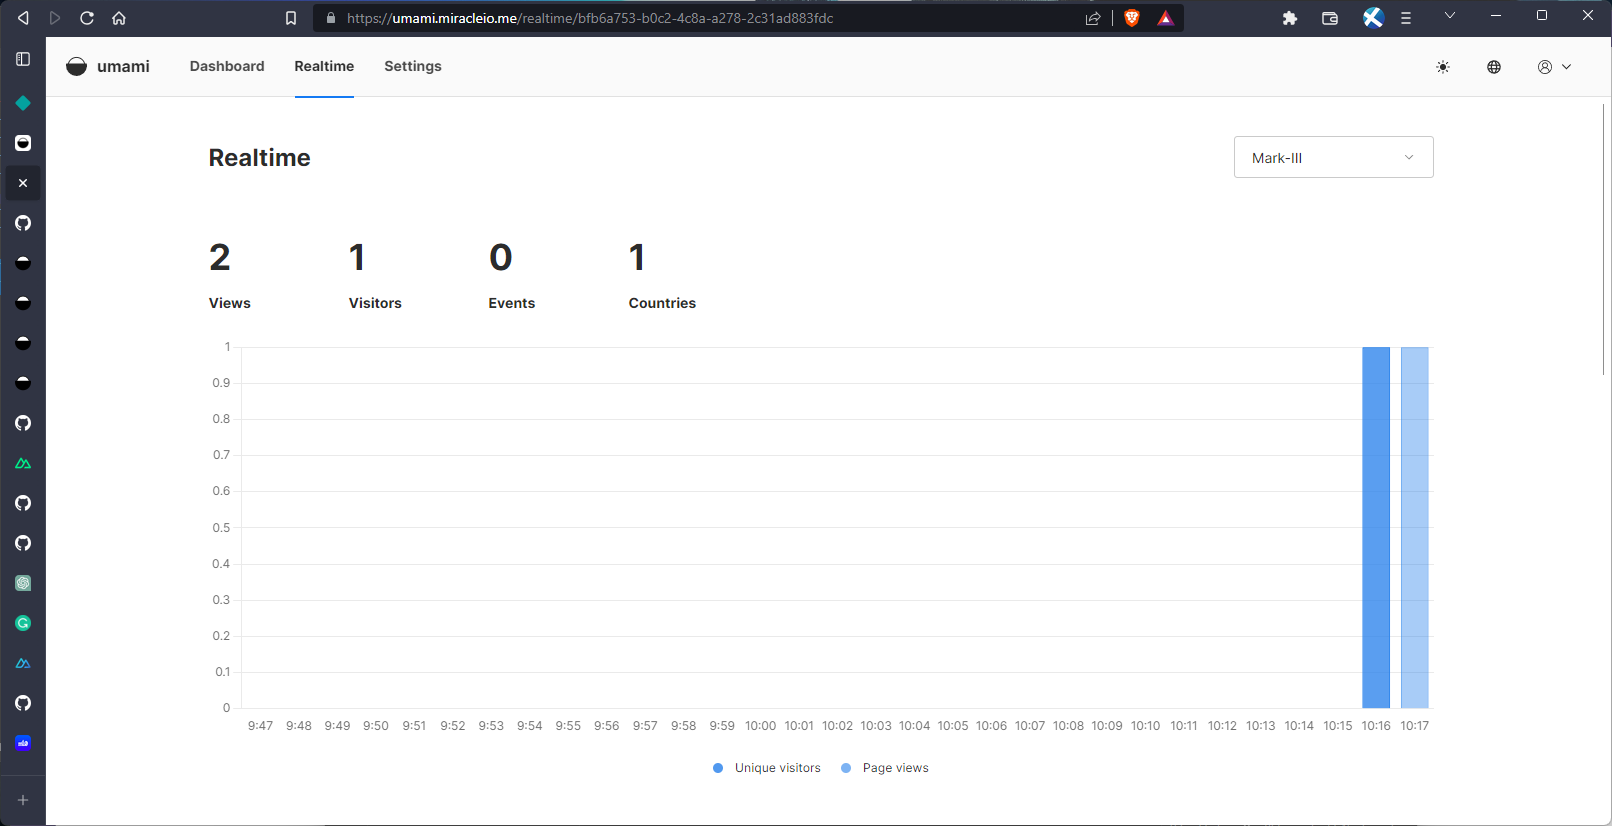 https://umami.miracleio.me/realtime/bfb6a753-b0c2-4c8a-a278-2c31ad883fdc
umami Dashboard Realtime Settings
Realtime
Mark-III
2 1 0 1
Views Visitors Events Countries
1
0.9
0.8
0.7
0.6
0.5
0.4
0.3
0.2
0.1
0
9:47 9:48 9:49 9:50 9:51 9:52 9:53 9:54 9:55 9:56 9:57 9:58 9:59 10:00 10:01 10:02 10:03 10:04 10:05 10:06 10:07 10:08 10:09 10:10 10:11 10:12 10:13 10:14 10:15 10:16 10:17
Unique visitors Page views